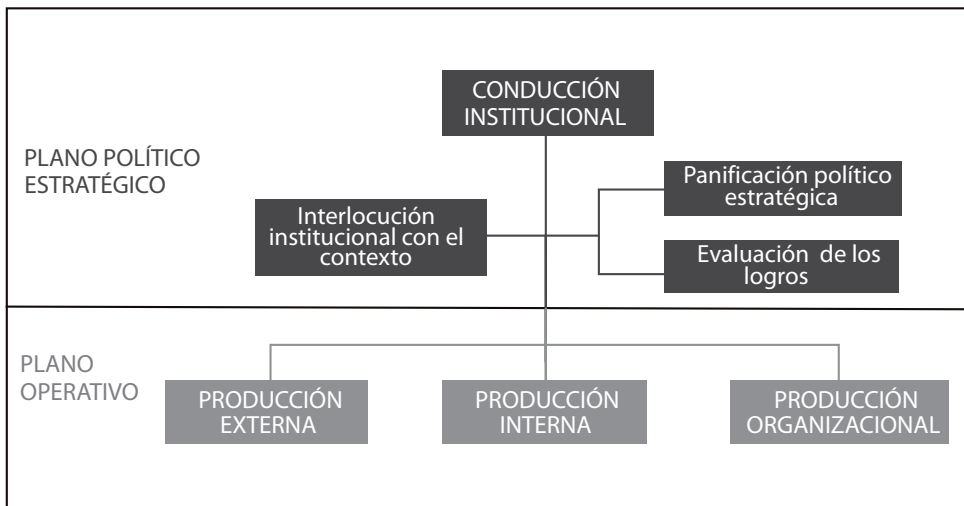 CONDUCCIÓN
INSTITUCIONAL
PLANO POLÍTICO
ESTRATÉGICO
Panificación político
estratégica
Interlocución
institucional con el
contexto
Evaluación de los
logros
PLANO
OPERATIVO
PRODUCCIÓN
EXTERNA
PRODUCCIÓN
INTERNA
PRODUCCIÓN
ORGANIZACIONAL